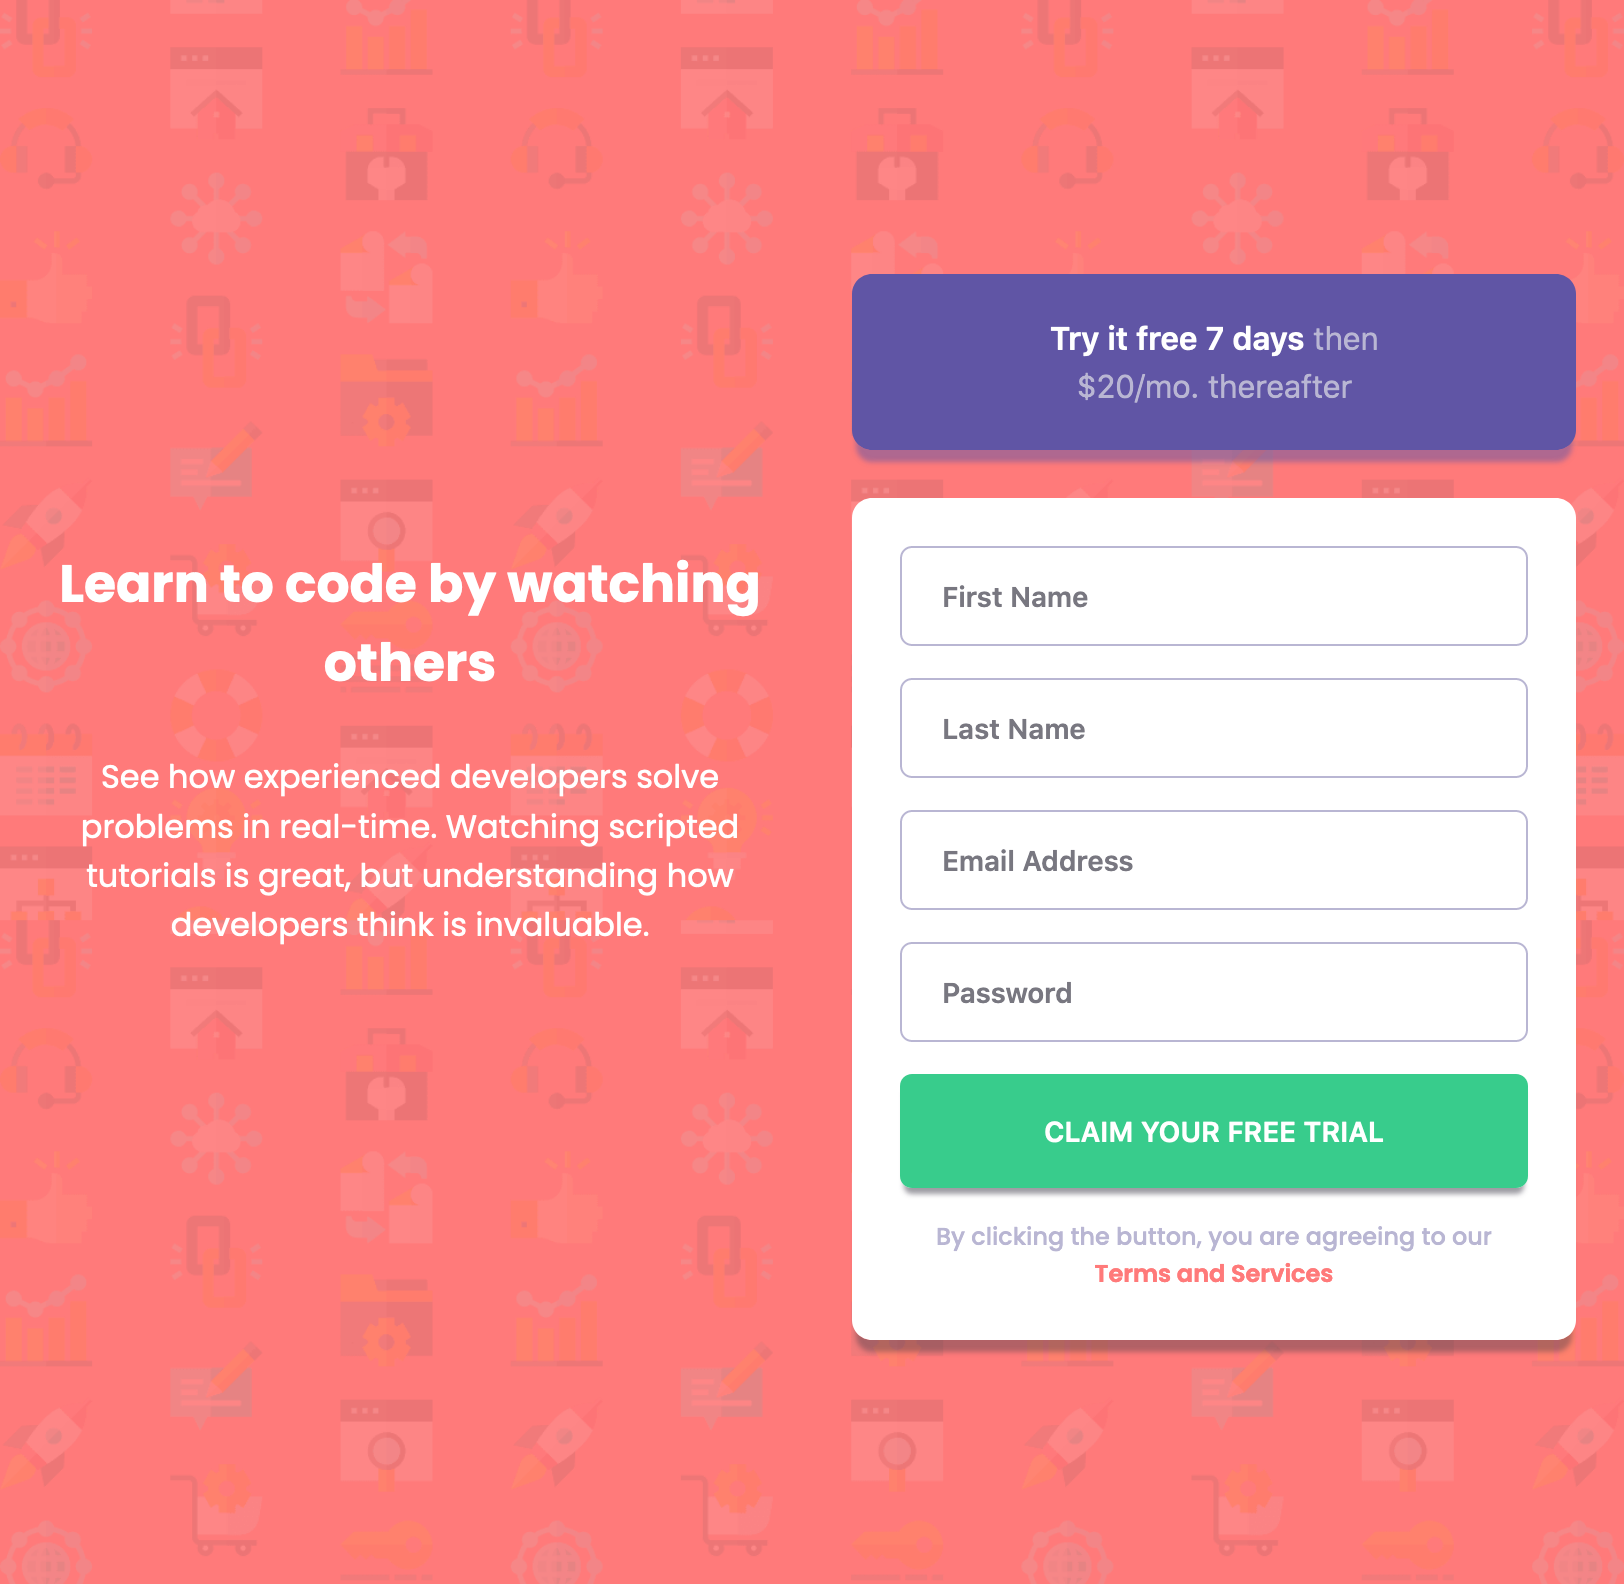 Learn to code by watching
others
See how experienced developers solve
problems in real-time. Watching scripted
tutorials is great, but understanding how
developers think is invaluable.
Try it free 7 days then
$20/mo. thereafter
First Name
Last Name
Email Address
Password
CLAIM YOUR FREE TRIAL
By clicking the button, you are agreeing to our
Terms and Services